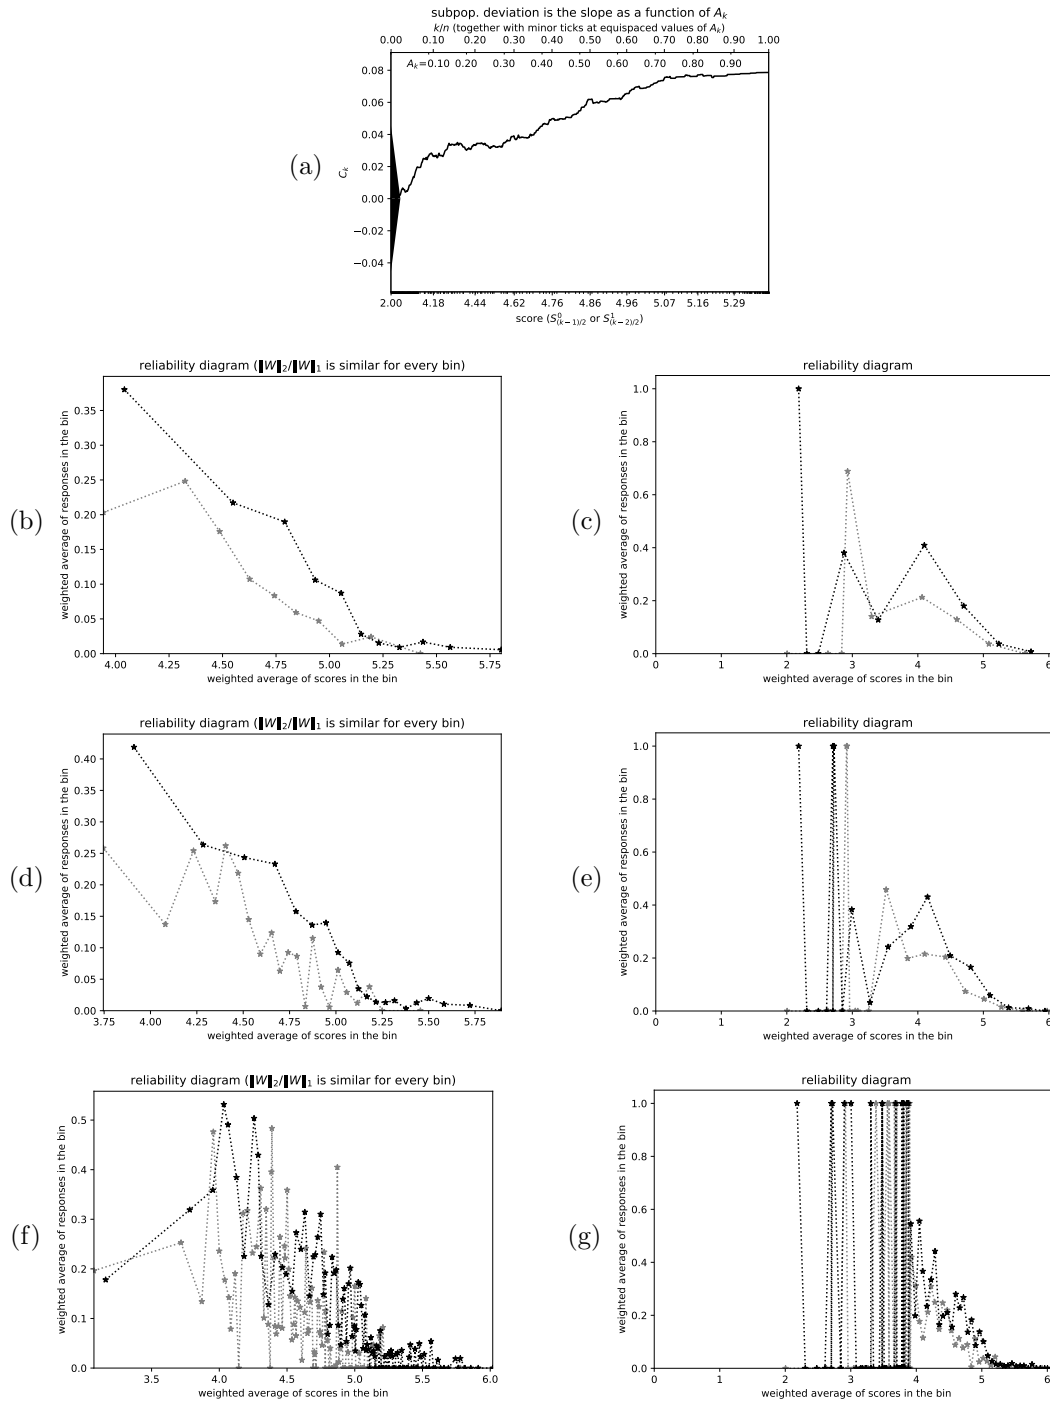 subpop. deviation is the slope as a function of A_k
k/n (together with minor ticks at equispaced values of A_k)
0.00 0.10 0.20 0.30 0.40 0.50 0.60 0.70 0.80 0.90 1.00
A_k=0.10 0.20 0.30 0.40 0.50 0.60 0.70 0.80 0.90
0.08
0.06
0.04
0.02
0.00
−0.02
−0.04
C_k
(a)
2.00 4.18 4.44 4.62 4.76 4.86 4.96 5.07 5.16 5.29
score (S^0_{(k−1)/2} or S^1_{(k−2)/2})
reliability diagram (‖W‖_2/‖W‖_1 is similar for every bin)
0.35
0.30
0.25
0.20
0.15
0.10
0.05
0.00
weighted average of responses in the bin
(b)
4.00 4.25 4.50 4.75 5.00 5.25 5.50 5.75
weighted average of scores in the bin
reliability diagram
1.0
0.8
0.6
0.4
0.2
0.0
weighted average of responses in the bin
(c)
0 1 2 3 4 5 6
weighted average of scores in the bin
reliability diagram (‖W‖_2/‖W‖_1 is similar for every bin)
0.40
0.35
0.30
0.25
0.20
0.15
0.10
0.05
0.00
weighted average of responses in the bin
(d)
3.75 4.00 4.25 4.50 4.75 5.00 5.25 5.50 5.75
weighted average of scores in the bin
reliability diagram
1.0
0.8
0.6
0.4
0.2
0.0
weighted average of responses in the bin
(e)
0 1 2 3 4 5 6
weighted average of scores in the bin
reliability diagram (‖W‖_2/‖W‖_1 is similar for every bin)
0.5
0.4
0.3
0.2
0.1
0.0
weighted average of responses in the bin
(f)
3.5 4.0 4.5 5.0 5.5 6.0
weighted average of scores in the bin
reliability diagram
1.0
0.8
0.6
0.4
0.2
0.0
weighted average of responses in the bin
(g)
0 1 2 3 4 5 6
weighted average of scores in the bin